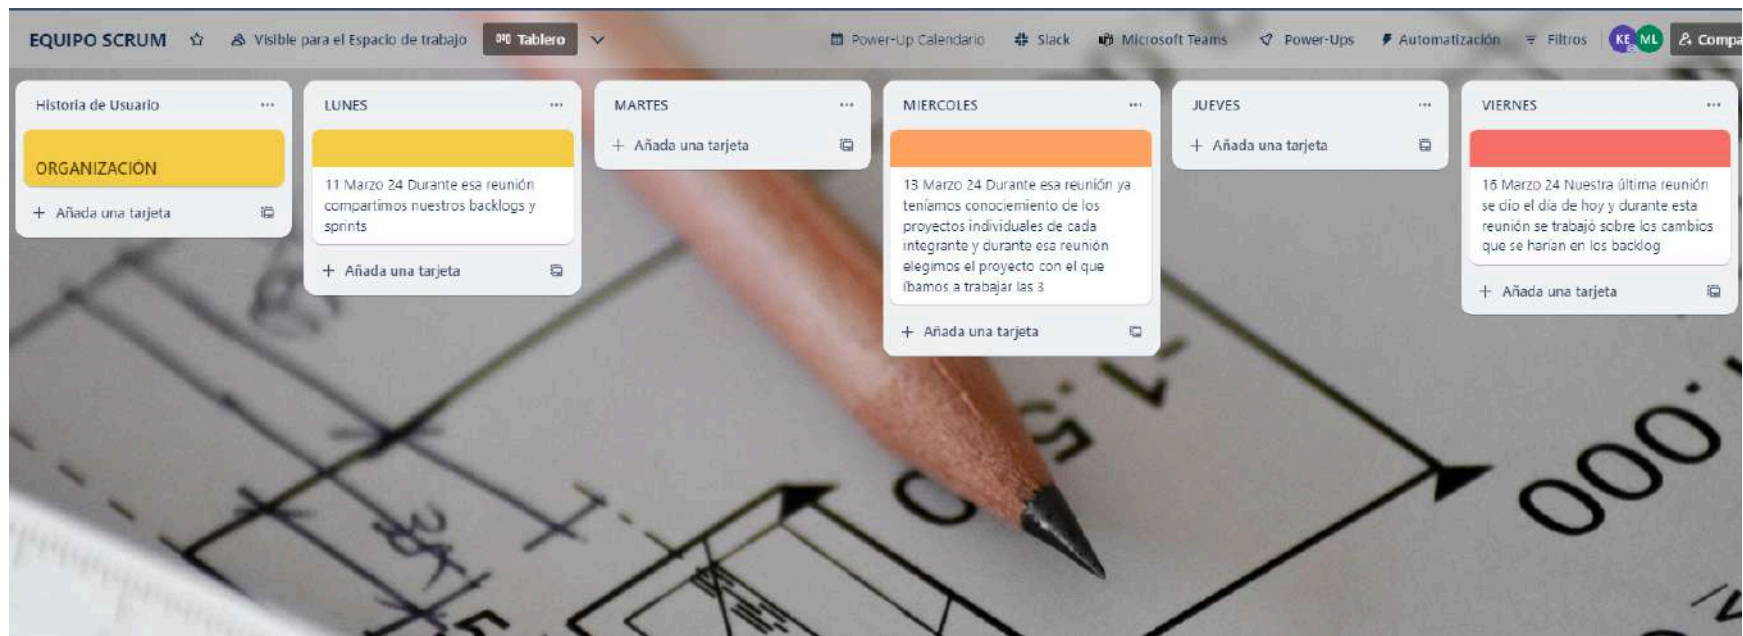 EQUIPO SCRUM
Visible para el Espacio de trabajo
Tablero
Power-Up Calendario
Slack
Microsoft Teams
Power-Ups
Automatización
Filtros
KE
ML
Compa
Historia de Usuario
ORGANIZACIÓN
+ Añada una tarjeta
LUNES
11 Marzo 24 Durante esa reunión
compartimos nuestros backlogs y
sprints
+ Añada una tarjeta
MARTES
+ Añada una tarjeta
MIERCOLES
13 Marzo 24 Durante esa reunión ya
teníamos conociemiento de los
proyectos individuales de cada
integrante y durante esa reunión
elegimos el proyecto con el que
íbamos a trabajar las 3
+ Añada una tarjeta
JUEVES
+ Añada una tarjeta
VIERNES
16 Marzo 24 Nuestra última reunión
se dio el día de hoy y durante esta
reunión se trabajó sobre los cambios
que se harían en los backlog
+ Añada una tarjeta
000